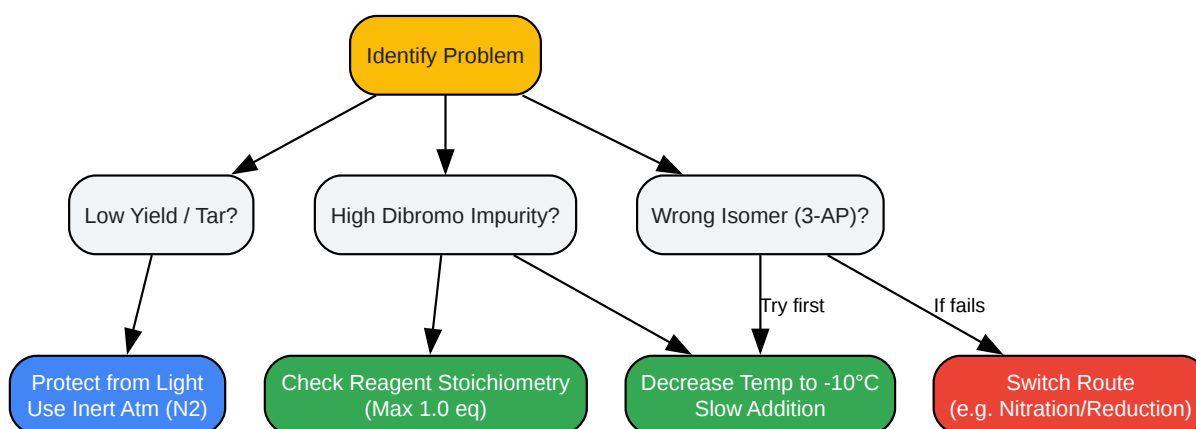 Identify Problem
Low Yield / Tar?
High Dibromo Impurity?
Wrong Isomer (3-AP)?
Try first
If fails
Protect from Light
Use Inert Atm (N2)
Check Reagent Stoichiometry
(Max 1.0 eq)
Decrease Temp to -10°C
Slow Addition
Switch Route
(e.g. Nitration/Reduction)